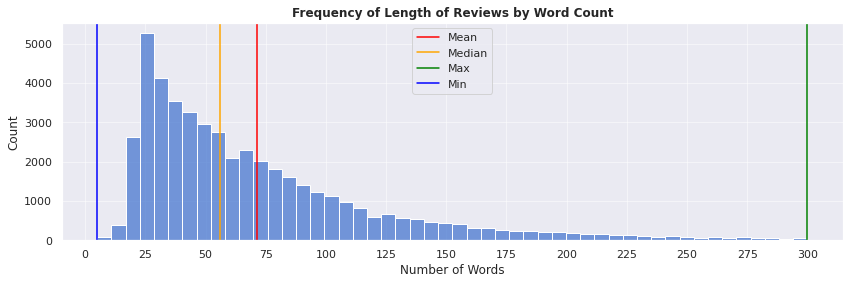 Frequency of Length of Reviews by Word Count
Mean
Median
Max
Min
5000
4000
3000
2000
1000
0
Count
0 25 50 75 100 125 150 175 200 225 250 275 300
Number of Words